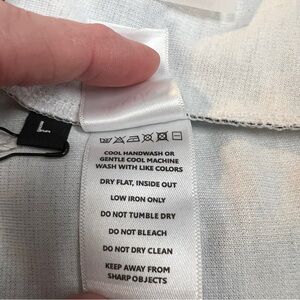 L
COOL HANDWASH OR
GENTLE COOL MACHINE
WASH WITH LIKE COLORS
DRY FLAT, INSIDE OUT
LOW IRON ONLY
DO NOT TUMBLE DRY
DO NOT BLEACH
DO NOT DRY CLEAN
KEEP AWAY FROM
SHARP OBJECTS